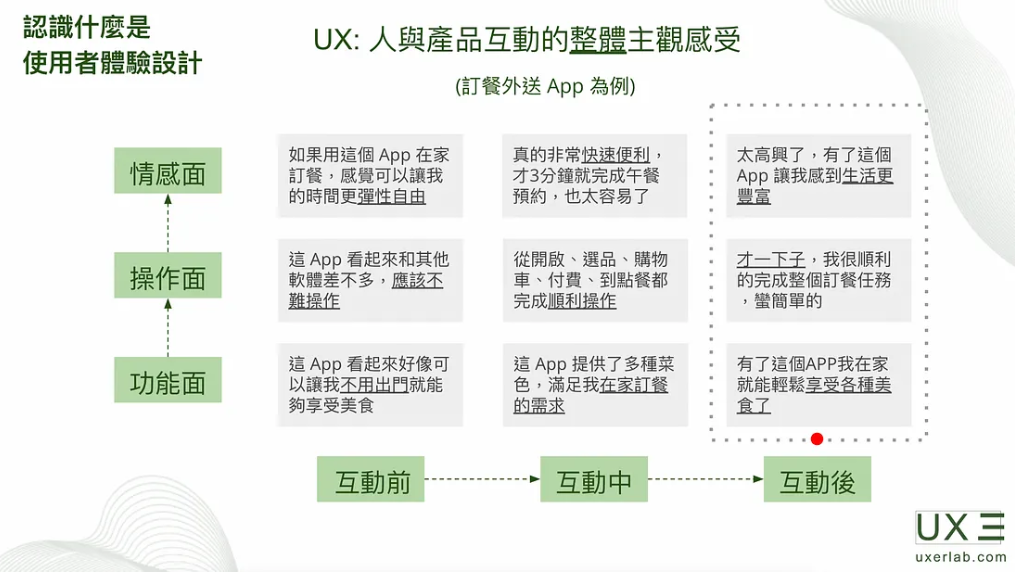 認識什麼是
使用者體驗設計
UX: 人與產品互動的整體主觀感受
(訂餐外送 App 為例)
情感面
如果用這個 App 在家
訂餐，感覺可以讓我
的時間更彈性自由
真的非常快速便利，
才3分鐘就完成午餐
預約，也太容易了
太高興了，有了這個
App 讓我感到生活更
豐富
操作面
這 App 看起來和其他
軟體差不多，應該不
難操作
從開啟、選品、購物
車、付費、到點餐都
完成順利操作
才一下子，我很順利
的完成整個訂餐任務
，蠻簡單的
功能面
這 App 看起來好像可
以讓我不用出門就能
夠享受美食
這 App 提供了多種菜
色，滿足我在家訂餐
的需求
有了這個APP我在家
就能輕鬆享受各種美
食了
互動前
互動中
互動後
UX
uxerlab.com